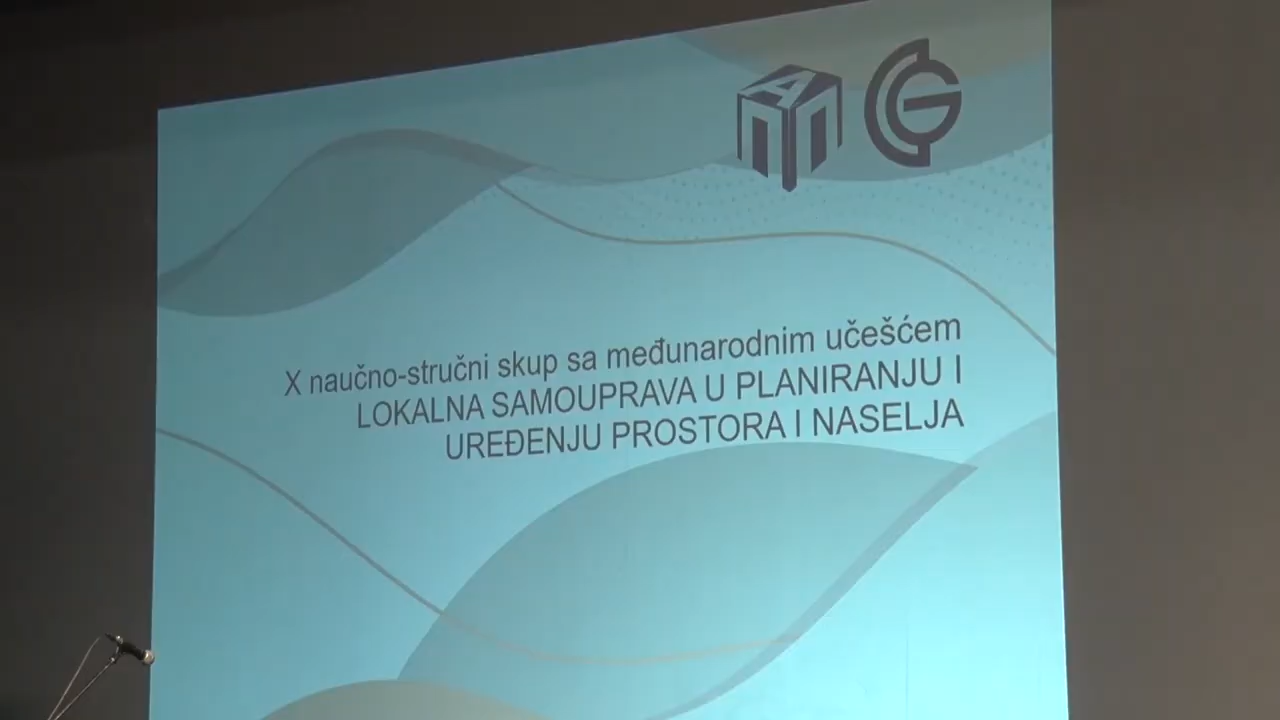 X naučno-stručni skup sa međunarodnim učešćem
LOKALNA SAMOUPRAVA U PLANIRANJU I
UREĐENJU PROSTORA I NASELJA